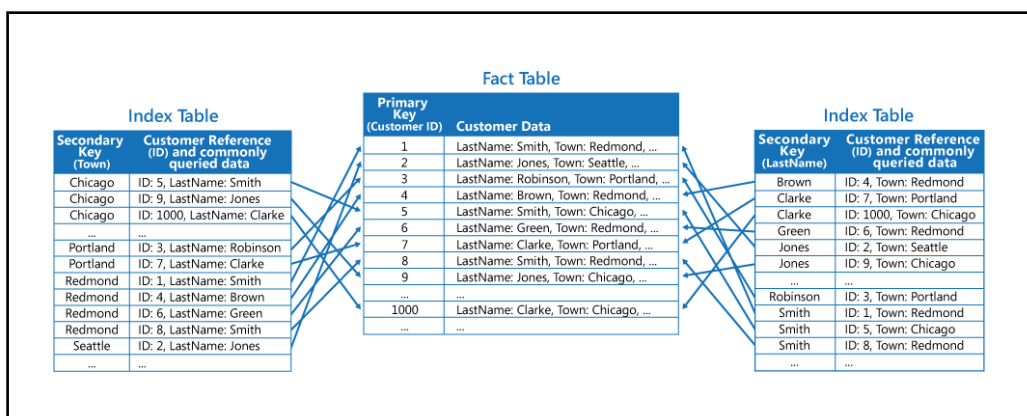 Fact Table
Index Table
Secondary
Key
(Town)
Customer Reference
(ID) and commonly
queried data
Chicago ID: 5, LastName: Smith
Chicago ID: 9, LastName: Jones
Chicago ID: 1000, LastName: Clarke
... ...
Portland ID: 3, LastName: Robinson
Portland ID: 7, LastName: Clarke
Redmond ID: 1, LastName: Smith
Redmond ID: 4, LastName: Brown
Redmond ID: 6, LastName: Green
Redmond ID: 8, LastName: Smith
Seattle ID: 2, LastName: Jones
... ...
Primary
Key
(Customer ID) Customer Data
1 LastName: Smith, Town: Redmond, ...
2 LastName: Jones, Town: Seattle, ...
3 LastName: Robinson, Town: Portland, ...
4 LastName: Brown, Town: Redmond, ...
5 LastName: Smith, Town: Chicago, ...
6 LastName: Green, Town: Redmond, ...
7 LastName: Clarke, Town: Portland, ...
8 LastName: Smith, Town: Redmond, ...
9 LastName: Jones, Town: Chicago, ...
... ...
1000 LastName: Clarke, Town: Chicago, ...
... ...
Index Table
Secondary
Key
(LastName)
Customer Reference
(ID) and commonly
queried data
Brown ID: 4, Town: Redmond
Clarke ID: 7, Town: Portland
Clarke ID: 1000, Town: Chicago
Green ID: 6, Town: Redmond
Jones ID: 2, Town: Seattle
Jones ID: 9, Town: Chicago
... ...
Robinson ID: 3, Town: Portland
Smith ID: 1, Town: Redmond
Smith ID: 5, Town: Chicago
Smith ID: 8, Town: Redmond
... ...